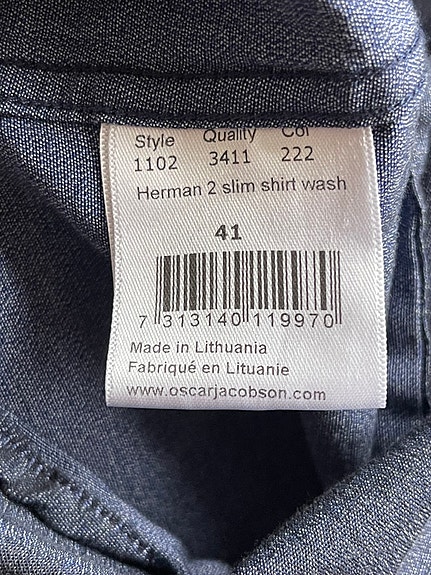 Style Quality Col
1102 3411 222
Herman 2 slim shirt wash
41
7 313140 119970
Made in Lithuania
Fabriqué en Lituanie
www.oscarjacobson.com